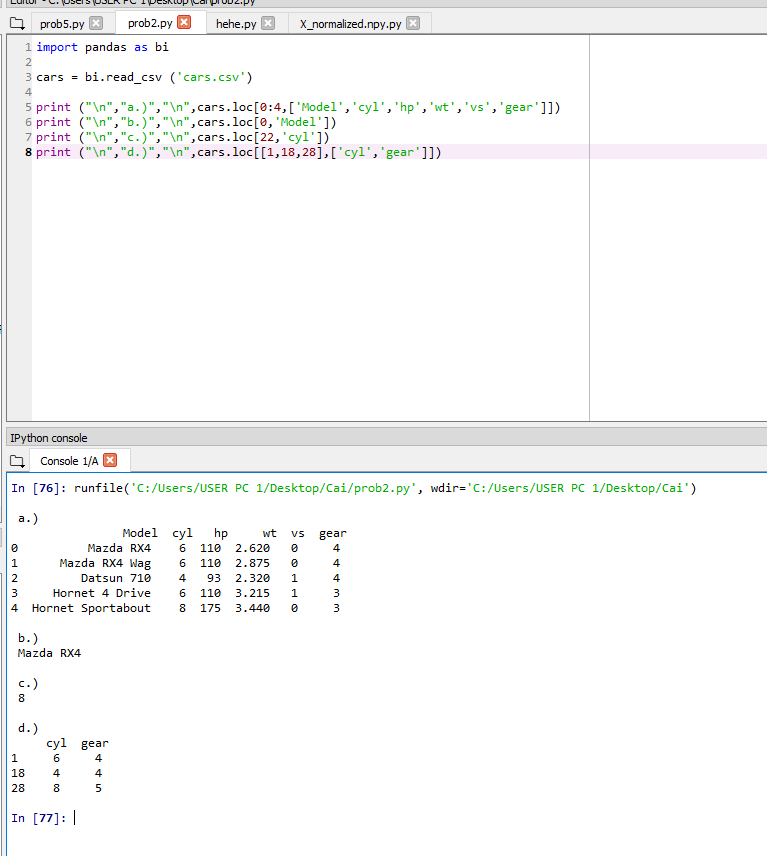 Editor - C:\Users\USER PC 1\Desktop\Cai\prob2.py
prob5.py prob2.py hehe.py X_normalized.npy.py
1 import pandas as bi
2
3 cars = bi.read_csv ('cars.csv')
4
5 print ("\n","a.)","\n",cars.loc[0:4,['Model','cyl','hp','wt','vs','gear']])
6 print ("\n","b.)","\n",cars.loc[0,'Model'])
7 print ("\n","c.)","\n",cars.loc[22,'cyl'])
8 print ("\n","d.)","\n",cars.loc[[1,18,28],['cyl','gear']])
IPython console
Console 1/A
In [76]: runfile('C:/Users/USER PC 1/Desktop/Cai/prob2.py', wdir='C:/Users/USER PC 1/Desktop/Cai')
a.)
Model cyl hp wt vs gear
0 Mazda RX4 6 110 2.620 0 4
1 Mazda RX4 Wag 6 110 2.875 0 4
2 Datsun 710 4 93 2.320 1 4
3 Hornet 4 Drive 6 110 3.215 1 3
4 Hornet Sportabout 8 175 3.440 0 3
b.)
Mazda RX4
c.)
8
d.)
cyl gear
1 6 4
18 4 4
28 8 5
In [77]: